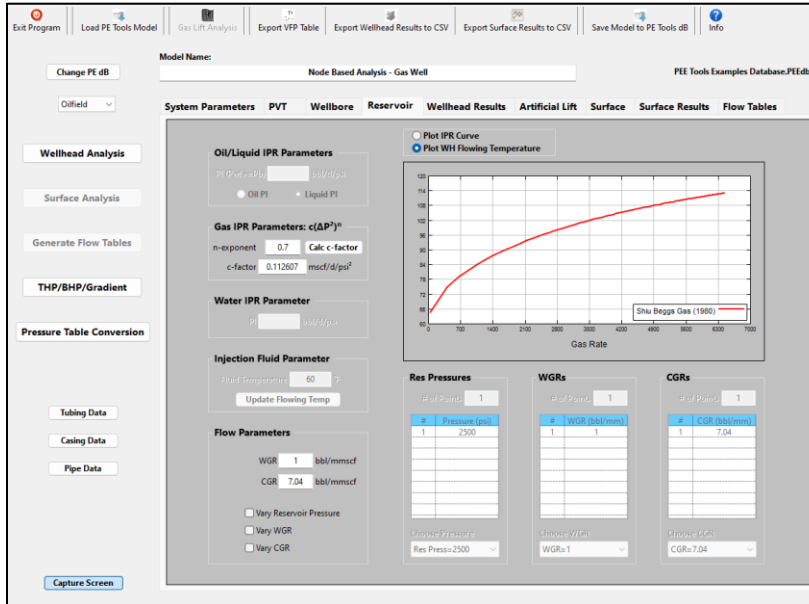 Exit Program
Load PE Tools Model
Gas Lift Analysis
Export VFP Table
Export Wellhead Results to CSV
Export Surface Results to CSV
Save Model to PE Tools dB
Info
Model Name:
Change PE dB
Node Based Analysis - Gas Well
PEE Tools Examples Database.PEEdb
Oilfield
System Parameters PVT Wellbore Reservoir Wellhead Results Artificial Lift Surface Surface Results Flow Tables
Wellhead Analysis
Surface Analysis
Generate Flow Tables
THP/BHP/Gradient
Pressure Table Conversion
Tubing Data
Casing Data
Pipe Data
Capture Screen
Oil/Liquid IPR Parameters
bbl/d/psi
Oil PI Liquid PI
Gas IPR Parameters: c(ΔP²)ⁿ
n-exponent 0.7 Calc c-factor
c-factor 0.112607 mscf/d/psi²
Water IPR Parameter
PI bbl/d/psi
Injection Fluid Parameter
Fluid Temperature 60 °F
Update Flowing Temp
Flow Parameters
WGR 1 bbl/mmscf
CGR 7.04 bbl/mmscf
Vary Reservoir Pressure
Vary WGR
Vary CGR
Plot IPR Curve
Plot WH Flowing Temperature
120
114
108
102
96
90
84
78
72
66
60
0 700 1400 2100 2800 3500 4200 4900 5600 6300 7000
Shiu Beggs Gas (1980)
Gas Rate
Res Pressures
# of Points 1
# Pressure (psi)
1 2500
Choose Pressure
Res Press=2500
WGRs
# of Points 1
# WGR (bbl/mm)
1 1
Choose WGR
WGR=1
CGRs
# of Points 1
# CGR (bbl/mm)
1 7.04
Choose CGR
CGR=7.04